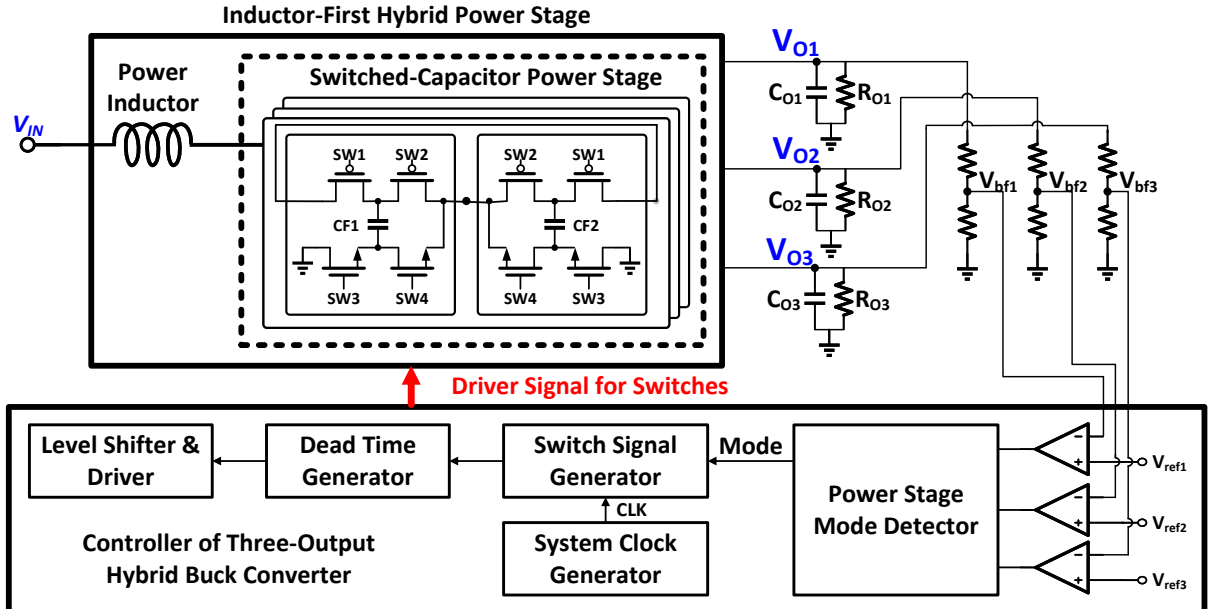 Inductor-First Hybrid Power Stage
Power
Inductor
Switched-Capacitor Power Stage
VIN
SW1
SW2
SW2
SW1
CF1
CF2
SW3
SW4
SW4
SW3
VO1
CO1
RO1
VO2
CO2
RO2
VO3
CO3
RO3
Vbf1
Vbf2
Vbf3
Driver Signal for Switches
Level Shifter &
Driver
Dead Time
Generator
Switch Signal
Generator
Mode
CLK
System Clock
Generator
Power Stage
Mode Detector
Controller of Three-Output
Hybrid Buck Converter
-
+
Vref1
-
+
Vref2
-
+
Vref3